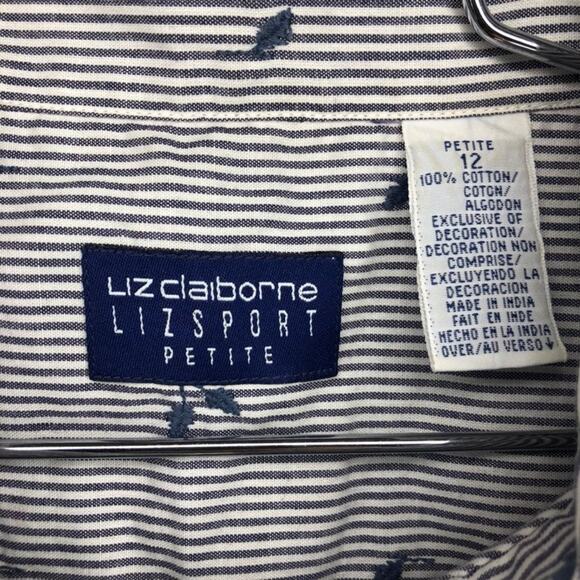 Liz claiborne
LIZSPORT
PETITE
PETITE
12
100% COTTON/
COTON/
ALGODON
EXCLUSIVE OF
DECORATION/
DECORATION NON
COMPRISE/
EXCLUYENDO LA
DECORACION
MADE IN INDIA
FAIT EN INDE
HECHO EN LA INDIA
OVER/AU VERSO↓